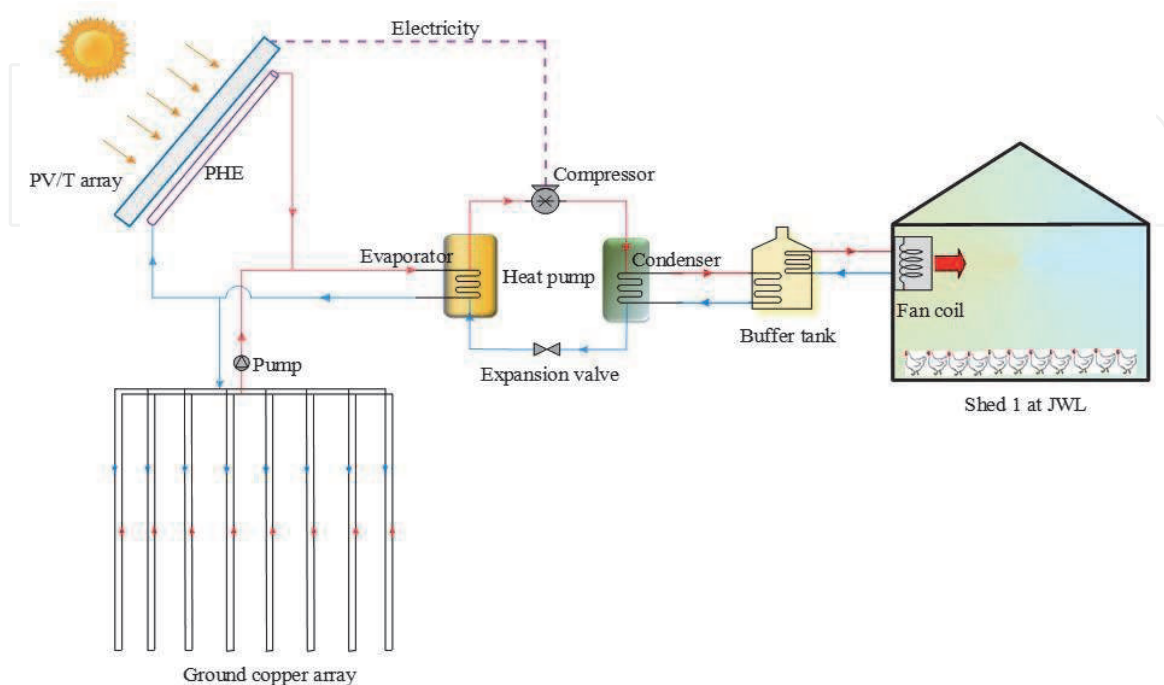 Electricity
PV/T array
PHE
Compressor
Evaporator
Heat pump
Condenser
Buffer tank
Fan coil
Pump
Expansion valve
Shed 1 at JWL
Ground copper array